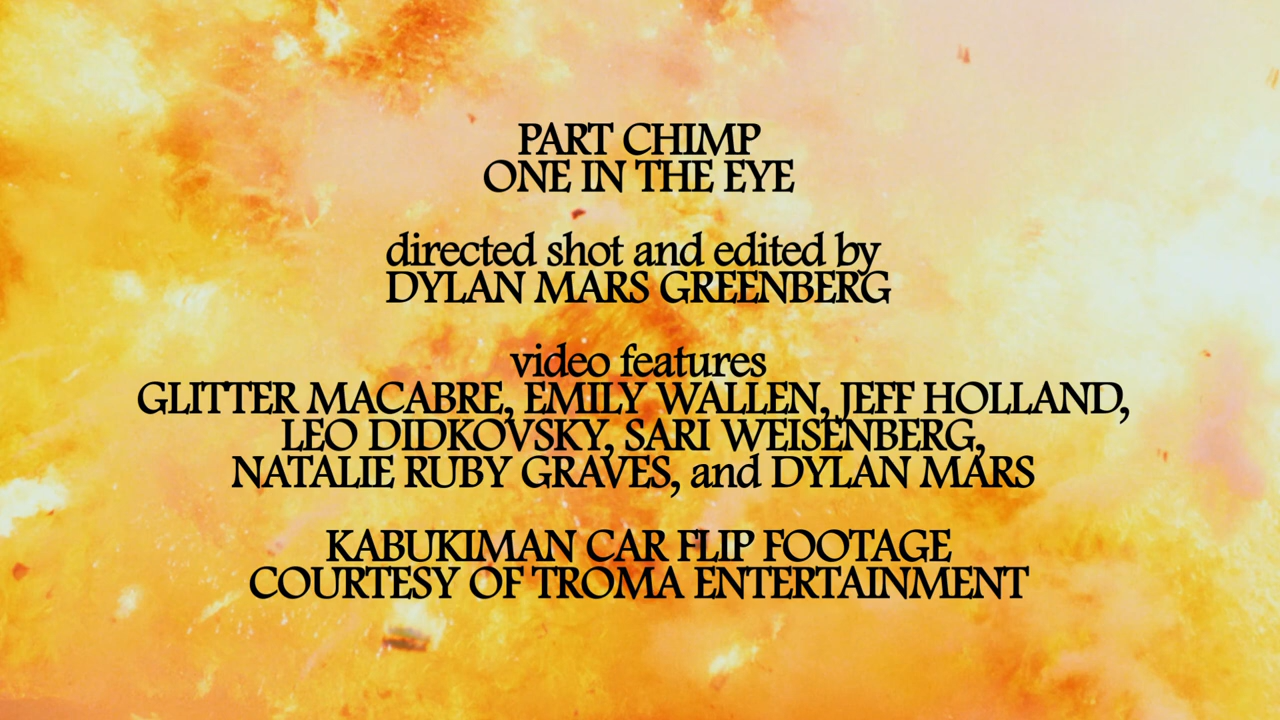 PART CHIMP
ONE IN THE EYE
directed shot and edited by
DYLAN MARS GREENBERG
video features
GLITTER MACABRE, EMILY WALLEN, JEFF HOLLAND,
LEO DIDKOVSKY, SARI WEISENBERG,
NATALIE RUBY GRAVES, and DYLAN MARS
KABUKIMAN CAR FLIP FOOTAGE
COURTESY OF TROMA ENTERTAINMENT